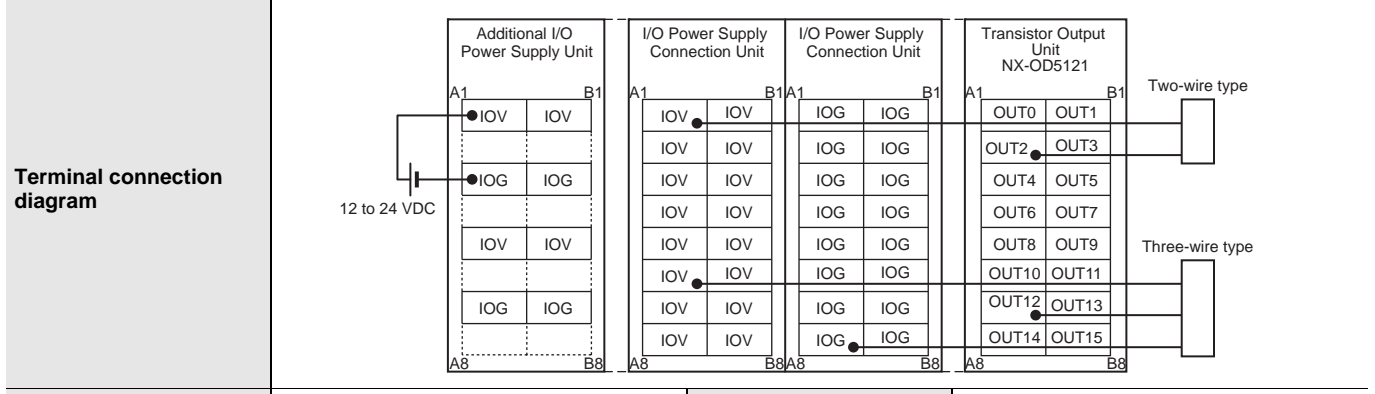 Terminal connection
diagram
Additional I/O
Power Supply Unit
I/O Power Supply
Connection Unit
I/O Power Supply
Connection Unit
Transistor Output
Unit
NX-OD5121
A1 B1 A1 B1 A1 B1 A1 B1
Two-wire type
IOV IOV IOV IOV IOG IOG OUT0 OUT1
IOV IOV IOG IOG OUT2 OUT3
IOG IOG IOV IOV IOG IOG OUT4 OUT5
12 to 24 VDC
IOV IOV IOG IOG OUT6 OUT7
IOV IOV IOV IOV IOG IOG OUT8 OUT9
Three-wire type
IOV IOV IOG IOG OUT10 OUT11
IOG IOG IOV IOV IOG IOG OUT12 OUT13
IOV IOV IOG IOG OUT14 OUT15
A8 B8 A8 B8 A8 B8 A8 B8